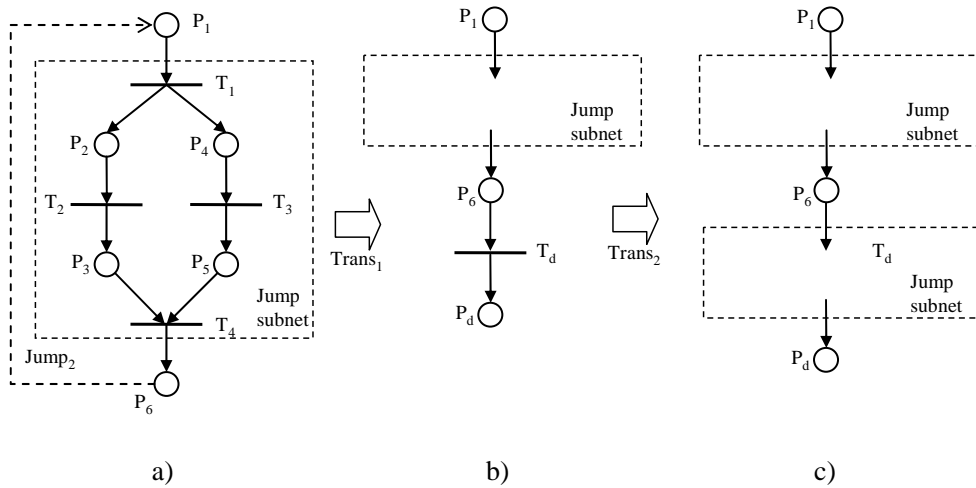 P1
T1
P2
P4
T2
T3
P3
P5
Jump
subnet
T4
Jump2
P6
a)
Trans1
P1
Jump
subnet
P6
Td
Pd
b)
Trans2
P1
Jump
subnet
P6
Td
Jump
subnet
Pd
c)